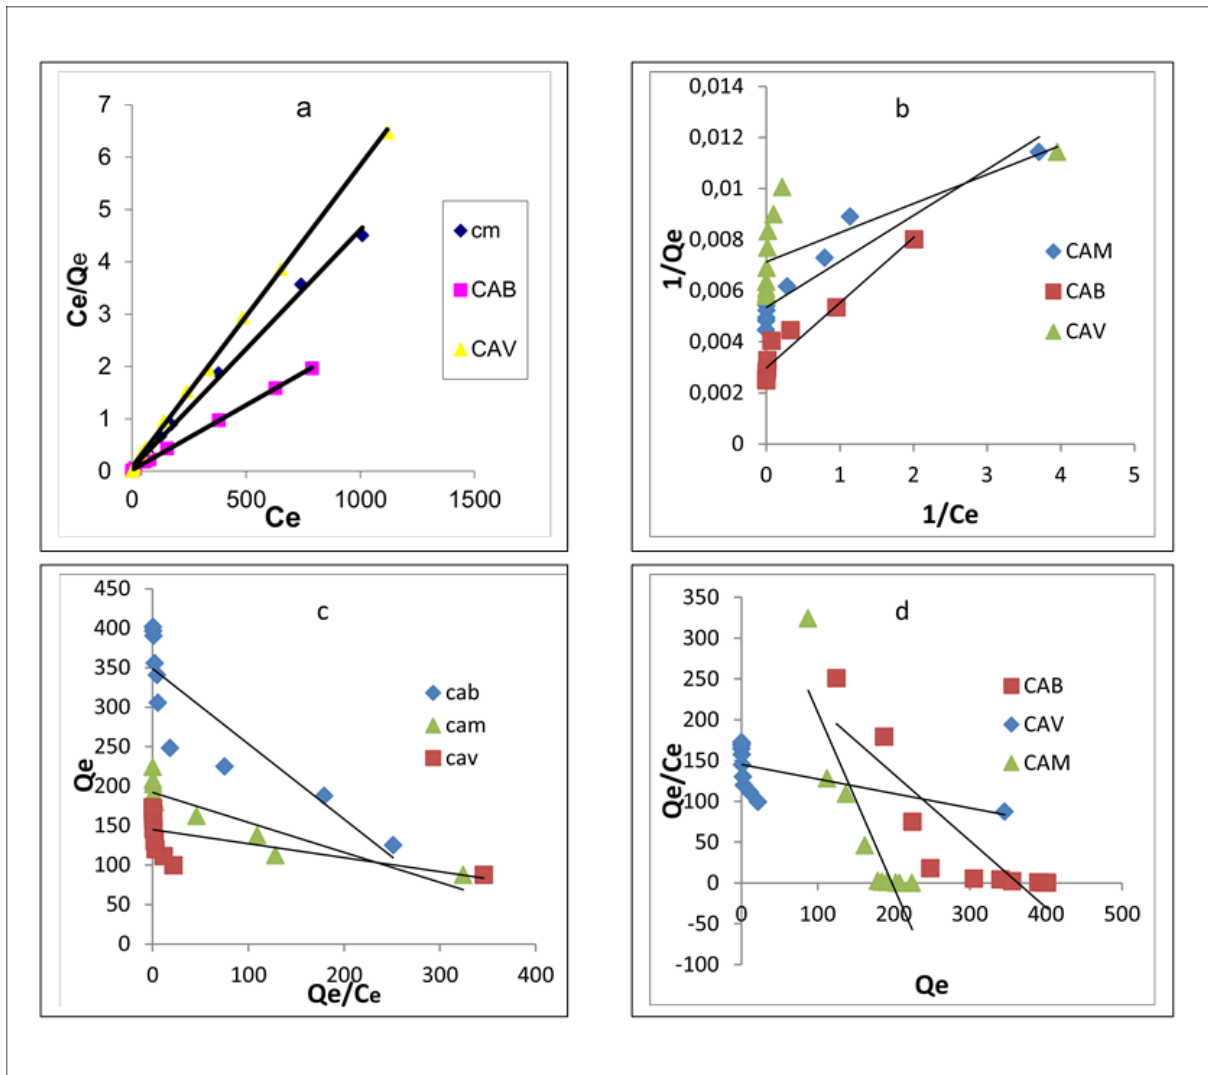 a
7
6
5
4
3
2
1
0
Ce/Qe
0 500 1000 1500
Ce
cm
CAB
CAV
b
0,014
0,012
0,01
0,008
0,006
0,004
0,002
0
1/Qe
0 1 2 3 4 5
1/Ce
CAM
CAB
CAV
c
450
400
350
300
250
200
150
100
50
0
Qe
0 100 200 300 400
Qe/Ce
cab
cam
cav
d
350
300
250
200
150
100
50
0
-50
-100
Qe/Ce
0 100 200 300 400 500
Qe
CAB
CAV
CAM